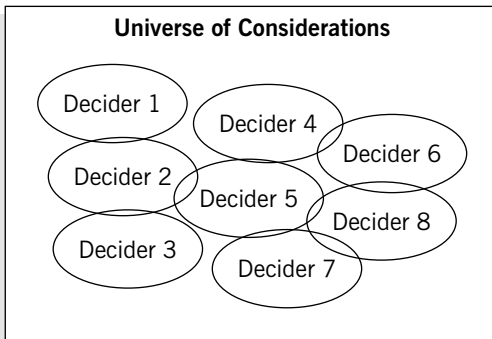 Universe of Considerations
Decider 1
Decider 4
Decider 6
Decider 2
Decider 5
Decider 8
Decider 3
Decider 7